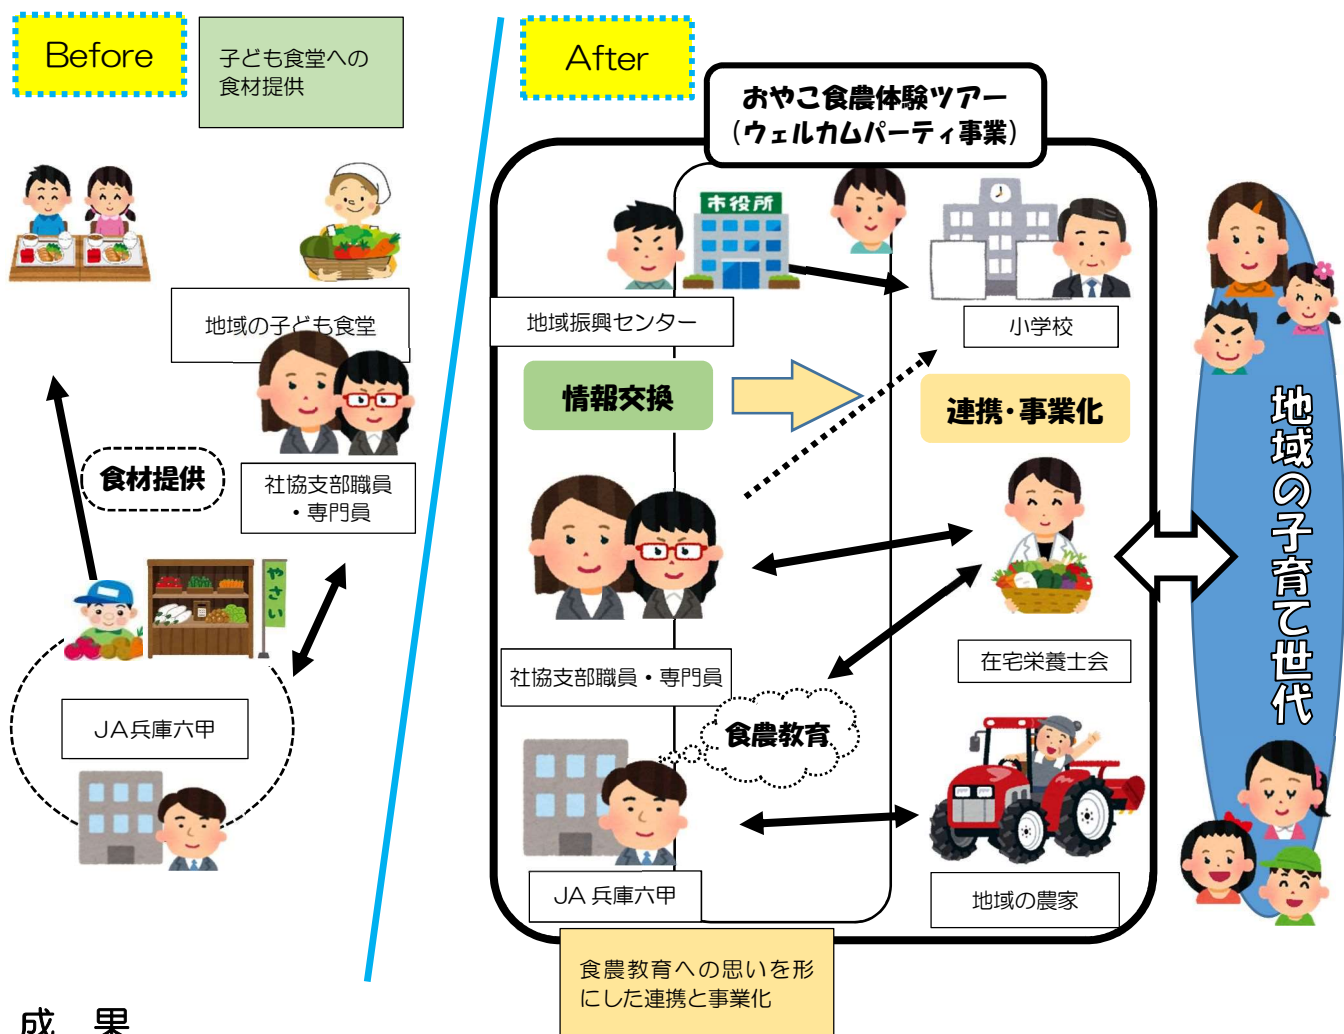 Before
子ども食堂への
食材提供
地域の子ども食堂
食材提供
社協支部職員
・専門員
やさい
JA兵庫六甲
After
おやこ食農体験ツアー
(ウェルカムパーティ事業)
市役所
地域振興センター
小学校
情報交換
連携・事業化
社協支部職員・専門員
在宅栄養士会
食農教育
JA 兵庫六甲
地域の農家
食農教育への思いを形
にした連携と事業化
地域の子育て世代
成 果